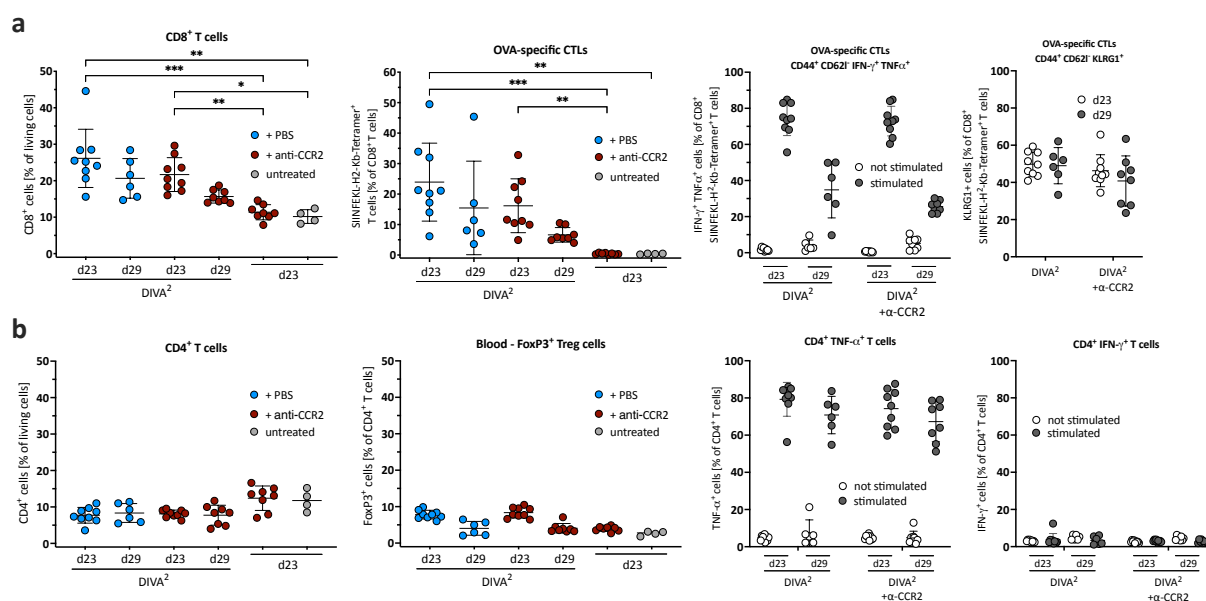 a
CD8⁺ T cells
**
***
*
**
CD8⁺ cells [% of living cells]
50
40
30
20
10
0
+ PBS
+ anti-CCR2
untreated
d23 d29 d23 d29 d23
DIVA²
OVA-specific CTLs
**
***
**
SIINFEKL-H2-Kb-Tetramer⁺
T cells [% of CD8⁺T cells]
60
50
40
30
20
10
0
+ PBS
+ anti-CCR2
untreated
d23 d29 d23 d29 d23
DIVA²
OVA-specific CTLs
CD44⁺ CD62l⁻ IFN-γ⁺ TNFα⁺
IFN-γ⁺ TNFα⁺ cells [% of CD8⁺
SIINFEKL-H²-Kb-Tetramer⁺T cells]
100
80
60
40
20
0
not stimulated
stimulated
d23 d29 d23 d29
DIVA² DIVA²
+α-CCR2
OVA-specific CTLs
CD44⁺ CD62l⁻ KLRG1⁺
KLRG1+ cells [% of CD8⁺
SIINFEKL-H²-Kb-Tetramer⁺T cells]
100
80
60
40
20
0
d23
d29
DIVA² DIVA²
+α-CCR2
b
CD4⁺ T cells
CD4⁺ cells [% of living cells]
50
40
30
20
10
0
+ PBS
+ anti-CCR2
untreated
d23 d29 d23 d29 d23
DIVA²
Blood - FoxP3⁺ Treg cells
FoxP3⁺ cells [% of CD4⁺ T cells]
50
40
30
20
10
0
+ PBS
+ anti-CCR2
untreated
d23 d29 d23 d29 d23
DIVA²
CD4⁺ TNF-α⁺ T cells
TNF-α⁺ cells [% of CD4⁺ T cells]
100
80
60
40
20
0
not stimulated
stimulated
d23 d29 d23 d29
DIVA² DIVA²
+α-CCR2
CD4⁺ IFN-γ⁺ T cells
IFN-γ⁺ cells [% of CD4⁺ T cells]
100
80
60
40
20
0
not stimulated
stimulated
d23 d29 d23 d29
DIVA² DIVA²
+α-CCR2